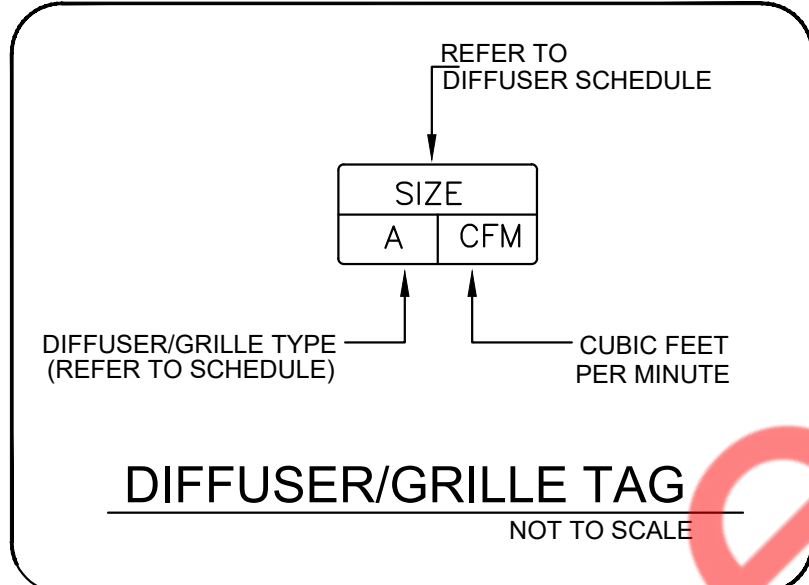 REFER TO
DIFFUSER SCHEDULE
SIZE
A CFM
DIFFUSER/GRILLE TYPE
(REFER TO SCHEDULE)
CUBIC FEET
PER MINUTE
DIFFUSER/GRILLE TAG
NOT TO SCALE